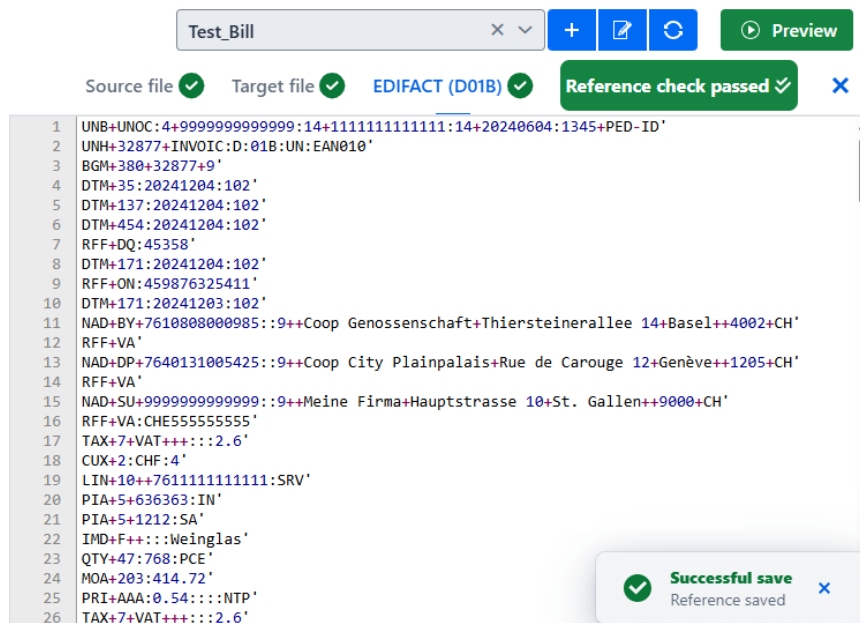 Test_Bill
Preview
Source file
Target file
EDIFACT (D01B)
Reference check passed
1 UNB+UNOC:4+9999999999999:14+1111111111111:14+20240604:1345+PED-ID'
2 UNH+32877+INVOIC:D:01B:UN:EAN010'
3 BGM+380+32877+9'
4 DTM+35:20241204:102'
5 DTM+137:20241204:102'
6 DTM+454:20241204:102'
7 RFF+DQ:45358'
8 DTM+171:20241204:102'
9 RFF+ON:459876325411'
10 DTM+171:20241203:102'
11 NAD+BY+7610808000985::9++Coop Genossenschaft+Thiersteinerallee 14+Basel++4002+CH'
12 RFF+VA'
13 NAD+DP+7640131005425::9++Coop City Plainpalais+Rue de Carouge 12+Genève++1205+CH'
14 RFF+VA'
15 NAD+SU+9999999999999::9++Meine Firma+Hauptstrasse 10+St. Gallen++9000+CH'
16 RFF+VA:CHE555555555'
17 TAX+7+VAT+++:::2.6'
18 CUX+2:CHF:4'
19 LIN+10++7611111111111:SRV'
20 PIA+5+636363:IN'
21 PIA+5+1212:SA'
22 IMD+F++:::Weinglas'
23 QTY+47:768:PCE'
24 MOA+203:414.72'
25 PRI+AAA:0.54::::NTP'
26 TAX+7+VAT+++:::2.6'
Successful save
Reference saved